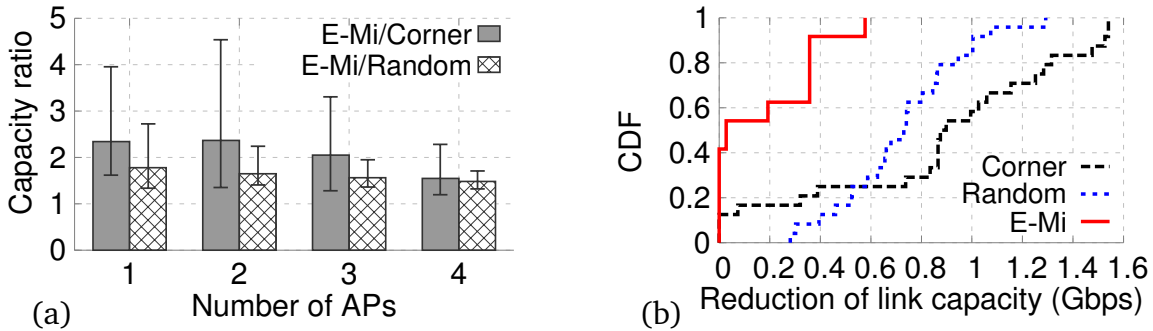 5
4
3
2
1
0
Capacity ratio
E-Mi/Corner
E-Mi/Random
1 2 3 4
Number of APs
(a)
1
0.8
0.6
0.4
0.2
0
CDF
Corner
Random
E-Mi
0 0.2 0.4 0.6 0.8 1 1.2 1.4 1.6
Reduction of link capacity (Gbps)
(b)